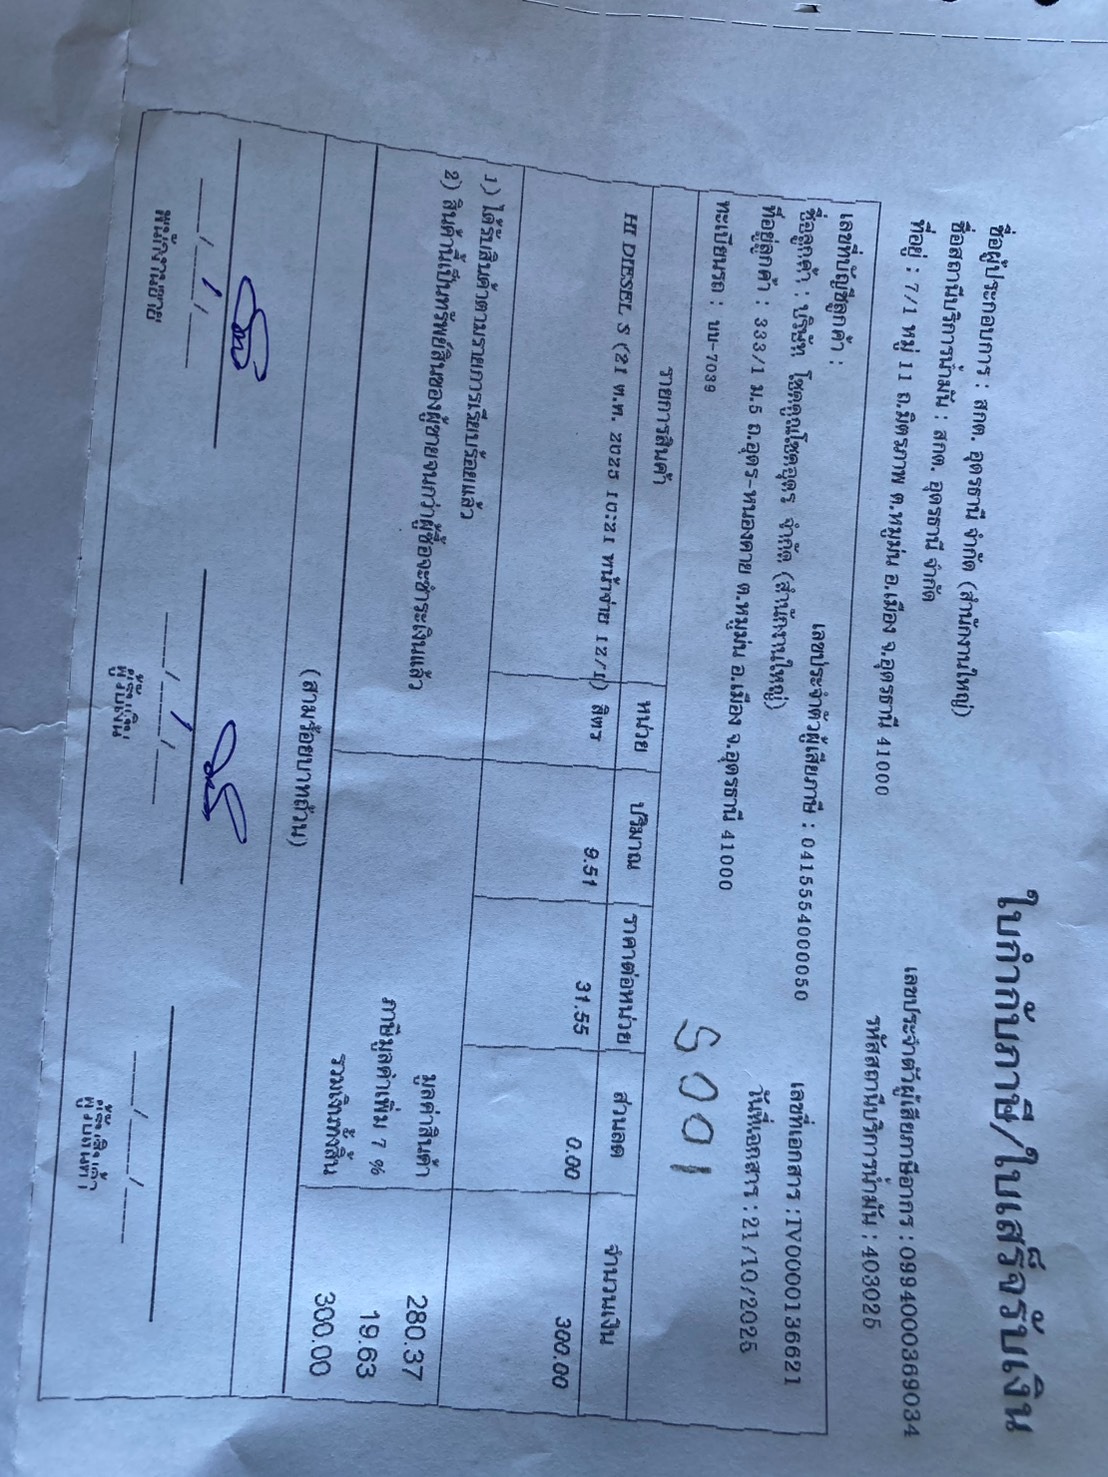 ใบกำกับภาษี/ใบเสร็จรับเงิน
ชื่อผู้ประกอบการ : สกต. อุดรธานี จำกัด (สำนักงานใหญ่)
เลขประจำตัวผู้เสียภาษีอากร : 0994000369034
ชื่อสถานีบริการน้ำมัน : สกต. อุดรธานี จำกัด
รหัสสถานีบริการน้ำมัน : 403025
ที่อยู่ : 7/1 หมู่ 11 ถ.มิตรภาพ ต.หมูม่น อ.เมือง จ.อุดรธานี 41000
เลขที่บัญชีลูกค้า :
เลขประจำตัวผู้เสียภาษี : 0415554000050
เลขที่เอกสาร : IV0000136621
ชื่อลูกค้า : บริษัท โชคคูณโชคอุดร จำกัด (สำนักงานใหญ่)
วันที่เอกสาร : 21/10/2025
ที่อยู่ลูกค้า : 333/1 ม.5 ถ.อุดร-หนองคาย ต.หมูม่น อ.เมือง จ.อุดรธานี 41000
ทะเบียนรถ : บบ-7039
5001
รายการสินค้า หน่วย ปริมาณ ราคาต่อหน่วย ส่วนลด จำนวนเงิน
HI DIESEL S (21 ต.ค. 2025 10:21 หน้าจ่าย 12/1) ลิตร 9.51 31.55 0.00 300.00
1) ได้รับสินค้าตามรายการเรียบร้อยแล้ว
2) สินค้านี้เป็นทรัพย์สินของผู้ขายจนกว่าผู้ซื้อจะชำระเงินแล้ว
มูลค่าสินค้า 280.37
ภาษีมูลค่าเพิ่ม 7 % 19.63
รวมเงินทั้งสิ้น 300.00
(สามร้อยบาทถ้วน)
พนักงานขาย
ผู้รับเงิน
ผู้รับสินค้า